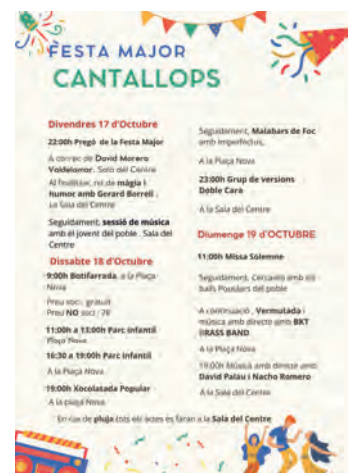 FESTA MAJOR
CANTALLOPS
Divendres 17 d'Octubre
22:00h Pregó de la Festa Major
A càrrec de David Morero
Valdelomar. Saló del Centre
Al finalitzar, nit de màgia i
humor amb Gerard Borrell.
La Sala del Centre
Seguidament, sessió de música
amb el jovent del poble. Sala del
Centre
Dissabte 18 d'Octubre
9:00h Botifarrada, a la Plaça
Nova
Preu soci: gratuït
Preu NO soci: 7€
11:00h a 13:00h Parc infantil
Plaça Nova
16:30 a 19:00h Parc infantil
A la Plaça Nova
19:00h Xocolatada Popular
A la plaça Nova
Seguidament, Malabars de Foc
amb Imperfectus,
A la Plaça Nova
23:00h Grup de versions
Doble Cara
A la Sala del Centre
Diumenge 19 d'OCTUBRE
11:00h Missa Solemne
Seguidament, Cercavila amb els
balls Populars del poble
A continuació, Vermutada i
música amb directe amb BKT
BRASS BAND
A la Plaça Nova
19:00h Música amb directe amb
David Palau i Nacho Romero
A la Sala del Centre
En cas de pluja tots els actes es faran a la Sala del Centre